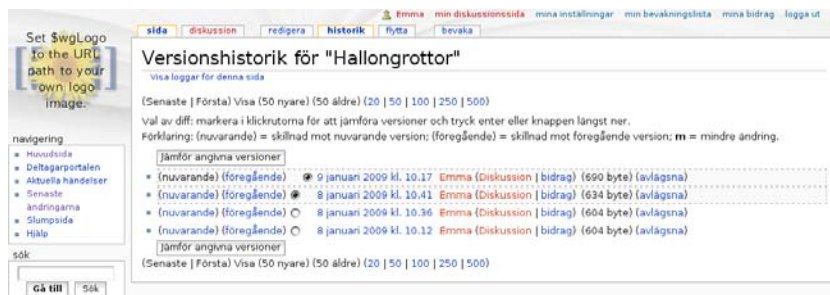 Emma min diskussionssida mina inställningar min bevakningslista mina bidrag logga ut
sida diskussion redigera historik flytta bevaka
Set $wgLogo
to the URL
path to your
own logo
image.
Versionshistorik för "Hallongrottor"
Visa loggar för denna sida
(Senaste | Första) Visa (50 nyare) (50 äldre) (20 | 50 | 100 | 250 | 500)
Val av diff: markera i klickrutorna för att jämföra versioner och tryck enter eller knappen längst ner.
Förklaring: (nuvarande) = skillnad mot nuvarande version; (föregående) = skillnad mot föregående version; m = mindre ändring.
Jämför angivna versioner
(nuvarande) (föregående) 9 januari 2009 kl. 10.17 Emma (Diskussion | bidrag) (690 byte) (avlägsna)
(nuvarande) (föregående) 8 januari 2009 kl. 10.41 Emma (Diskussion | bidrag) (634 byte) (avlägsna)
(nuvarande) (föregående) 8 januari 2009 kl. 10.36 Emma (Diskussion | bidrag) (604 byte) (avlägsna)
(nuvarande) (föregående) 8 januari 2009 kl. 10.12 Emma (Diskussion | bidrag) (604 byte) (avlägsna)
Jämför angivna versioner
(Senaste | Första) Visa (50 nyare) (50 äldre) (20 | 50 | 100 | 250 | 500)
navigering
Huvudsida
Deltagarportalen
Aktuella händelser
Senaste
ändringarna
Slumpsida
Hjälp
sök
Gå till Sök